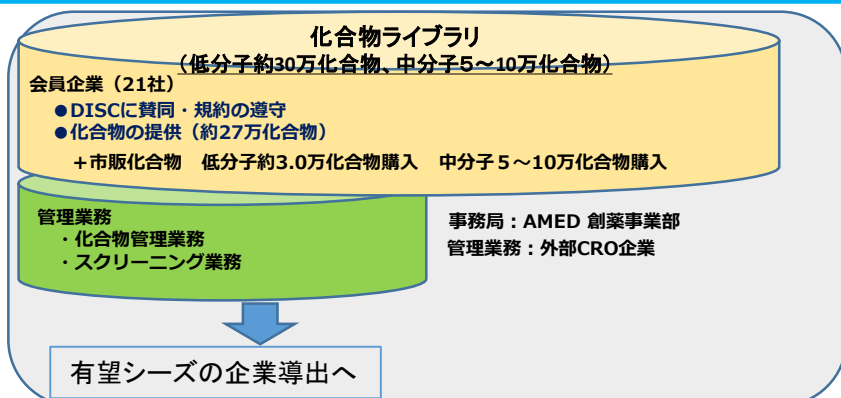 化合物ライブラリ
(低分子約30万化合物、中分子5~10万化合物)
会員企業（21社）
●DISCに賛同・規約の遵守
●化合物の提供（約27万化合物）
＋市販化合物　低分子約3.0万化合物購入　中分子５～10万化合物購入
管理業務
・化合物管理業務
・スクリーニング業務
事務局：AMED 創薬事業部
管理業務：外部CRO企業
有望シーズの企業導出へ